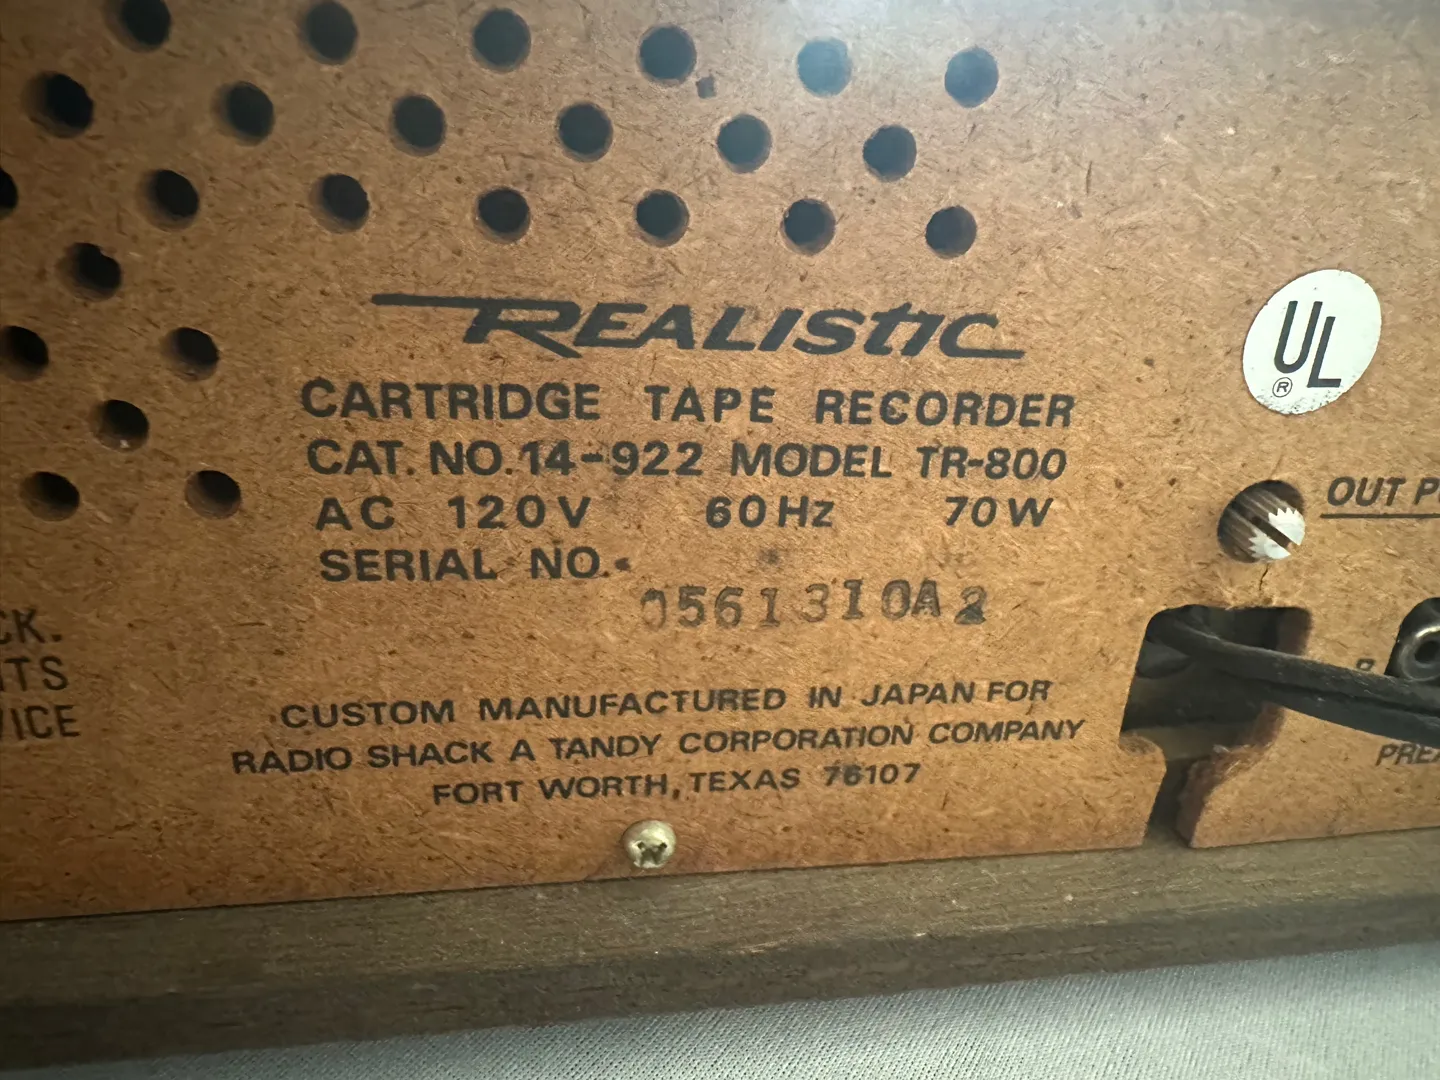 REALISTIC
CARTRIDGE TAPE RECORDER
CAT. NO. 14-922 MODEL TR-800
AC 120V 60Hz 70W
SERIAL NO.
0561310A2
CUSTOM MANUFACTURED IN JAPAN FOR
RADIO SHACK A TANDY CORPORATION COMPANY
FORT WORTH, TEXAS 76107
UL
®
OUT